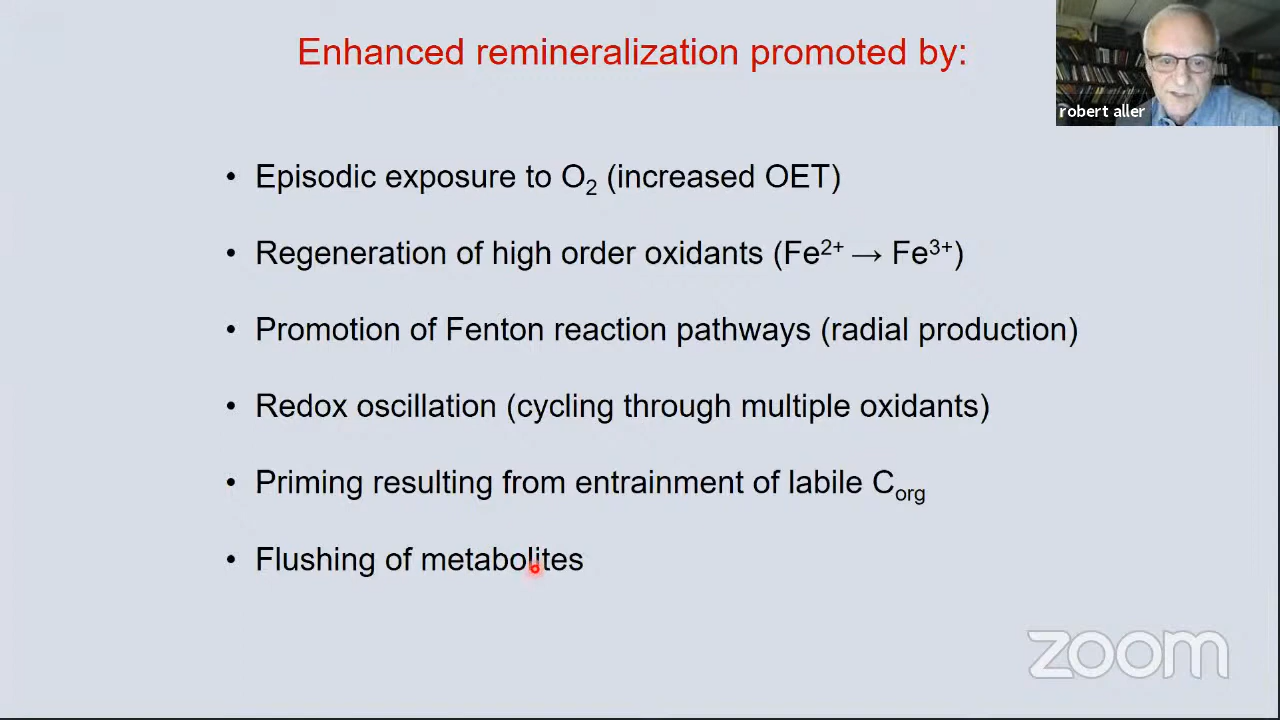 Enhanced remineralization promoted by:
robert aller
• Episodic exposure to O₂ (increased OET)
• Regeneration of high order oxidants (Fe²⁺ → Fe³⁺)
• Promotion of Fenton reaction pathways (radial production)
• Redox oscillation (cycling through multiple oxidants)
• Priming resulting from entrainment of labile C_org
• Flushing of metabolites
zoom